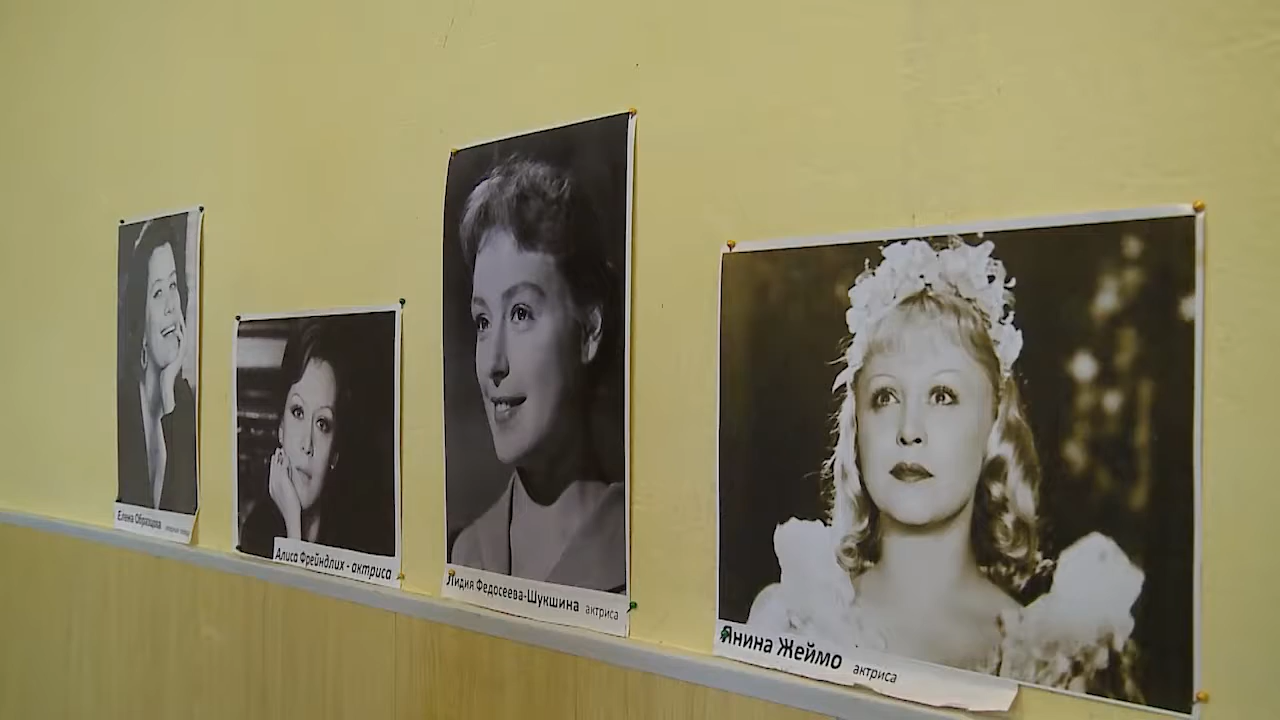 Елена Образцова
Алиса Фрейндлих - актриса
Лидия Федосеева-Шукшина актриса
Янина Жеймо актриса